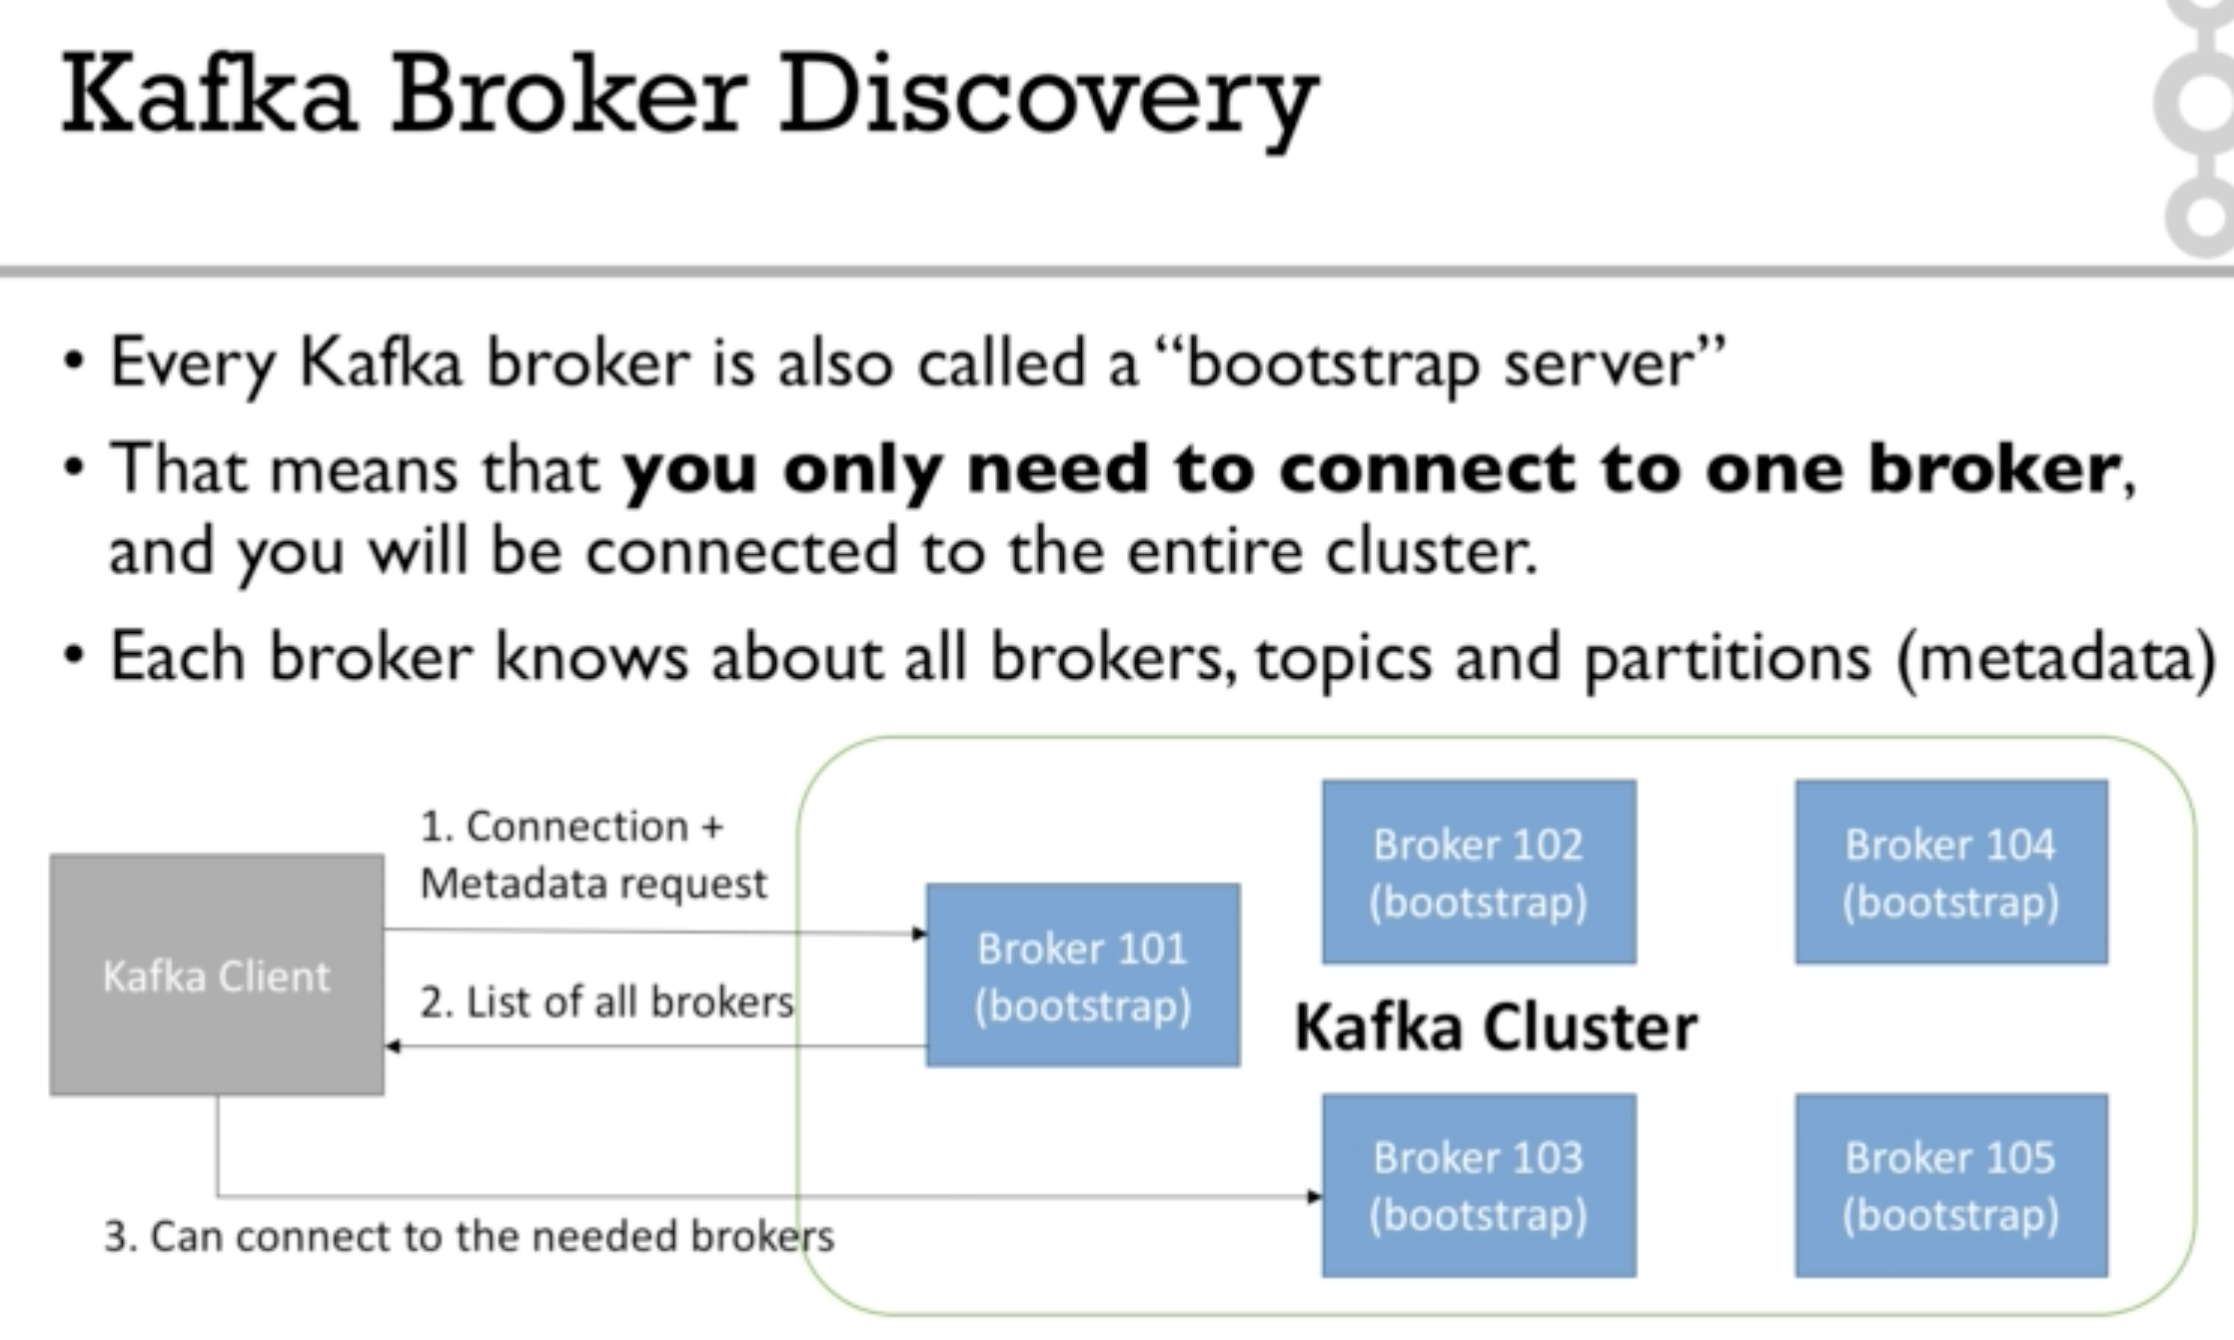 Kafka Broker Discovery
• Every Kafka broker is also called a “bootstrap server”
• That means that you only need to connect to one broker,
and you will be connected to the entire cluster.
• Each broker knows about all brokers, topics and partitions (metadata)
Kafka Client
1. Connection +
Metadata request
2. List of all brokers
3. Can connect to the needed brokers
Broker 101
(bootstrap)
Broker 102
(bootstrap)
Broker 104
(bootstrap)
Kafka Cluster
Broker 103
(bootstrap)
Broker 105
(bootstrap)